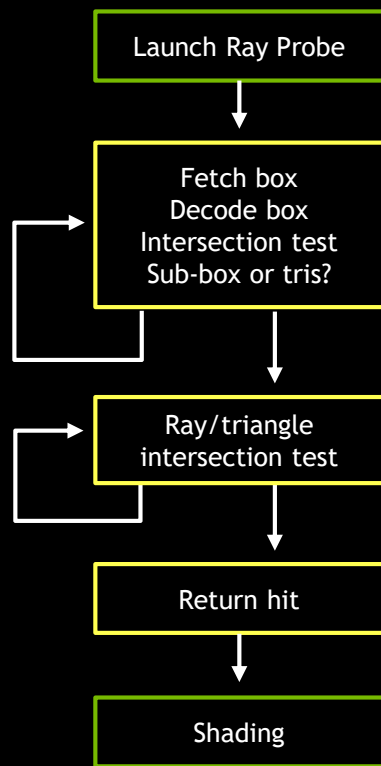 Launch Ray Probe
Fetch box
Decode box
Intersection test
Sub-box or tris?
Ray/triangle
intersection test
Return hit
Shading